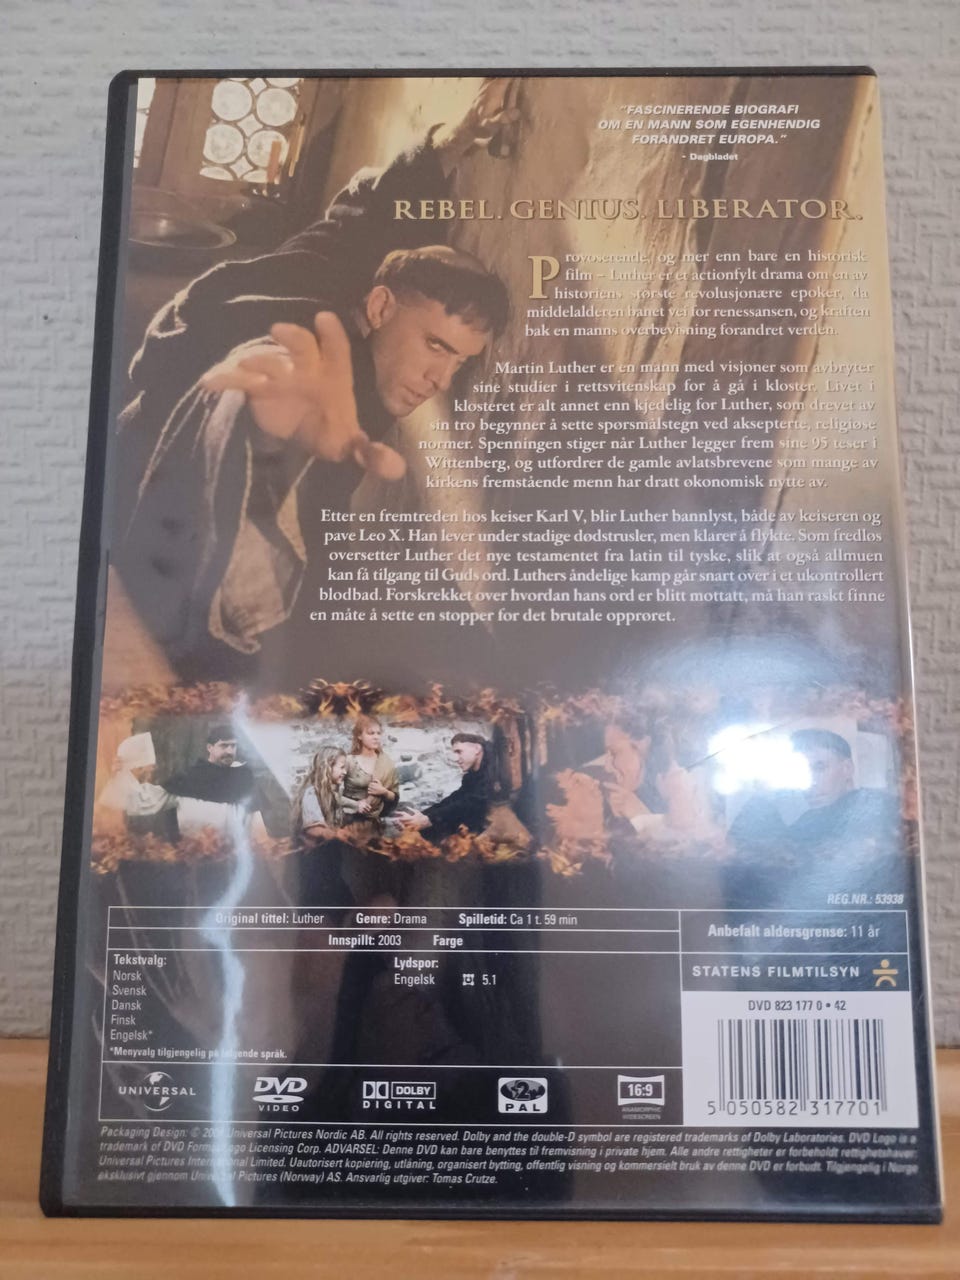 "FASCINERENDE BIOGRAFI
OM EN MANN SOM EGENHENDIG
FORANDRET EUROPA."
- Dagbladet
REBEL. GENIUS. LIBERATOR.
Provoserende, og mer enn bare en historisk
film – Luther er et actionfylt drama om en av
historiens største revolusjonære epoker, da
middelalderen banet vei for renessansen, og kraften
bak en manns overbevisning forandret verden.
Martin Luther er en mann med visjoner som avbryter
sine studier i rettsvitenskap for å gå i kloster. Livet i
klosteret er alt annet enn kjedelig for Luther, som drevet av
sin tro begynner å sette spørsmålstegn ved aksepterte, religiøse
normer. Spenningen stiger når Luther legger frem sine 95 teser i
Wittenberg, og utfordrer de gamle avlatsbrevene som mange av
kirkens fremstående menn har dratt økonomisk nytte av.
Etter en fremtreden hos keiser Karl V, blir Luther bannlyst, både av keiseren og
pave Leo X. Han lever under stadige dødstrusler, men klarer å flykte. Som fredløs
oversetter Luther det nye testamentet fra latin til tyske, slik at også allmuen
kan få tilgang til Guds ord. Luthers åndelige kamp går snart over i et ukontrollert
blodbad. Forskrekket over hvordan hans ord er blitt mottatt, må han raskt finne
en måte å sette en stopper for det brutale opprøret.
REG.NR.: 53938
Original tittel: Luther Genre: Drama Spilletid: Ca 1 t. 59 min
Innspilt: 2003 Farge
Anbefalt aldersgrense: 11 år
STATENS FILMTILSYN
Tekstvalg:
Norsk
Svensk
Dansk
Finsk
Engelsk*
*Menyvalg tilgjengelig på følgende språk.
Lydspor:
Engelsk 5.1
DVD 823 177 0 • 42
5 050582 317701
UNIVERSAL
DVD
VIDEO
DOLBY
DIGITAL
2
PAL
16:9
ANAMORPHIC
WIDESCREEN
Packaging Design: © Universal Pictures Nordic AB. All rights reserved. Dolby and the double-D symbol are registered trademarks of Dolby Laboratories. DVD Logo is a
trademark of DVD Format/Logo Licensing Corp. ADVARSEL: Denne DVD kan bare benyttes til fremvisning i private hjem. Alle andre rettigheter er forbeholdt rettighetshaver:
Universal Pictures International Limited. Uautorisert kopiering, utlåning, organisert bytting, offentlig visning og kommersielt bruk av denne DVD er forbudt. Tilgjengelig i Norge
eksklusivt gjennom Universal Pictures (Norway) AS. Ansvarlig utgiver: Tomas Crutze.